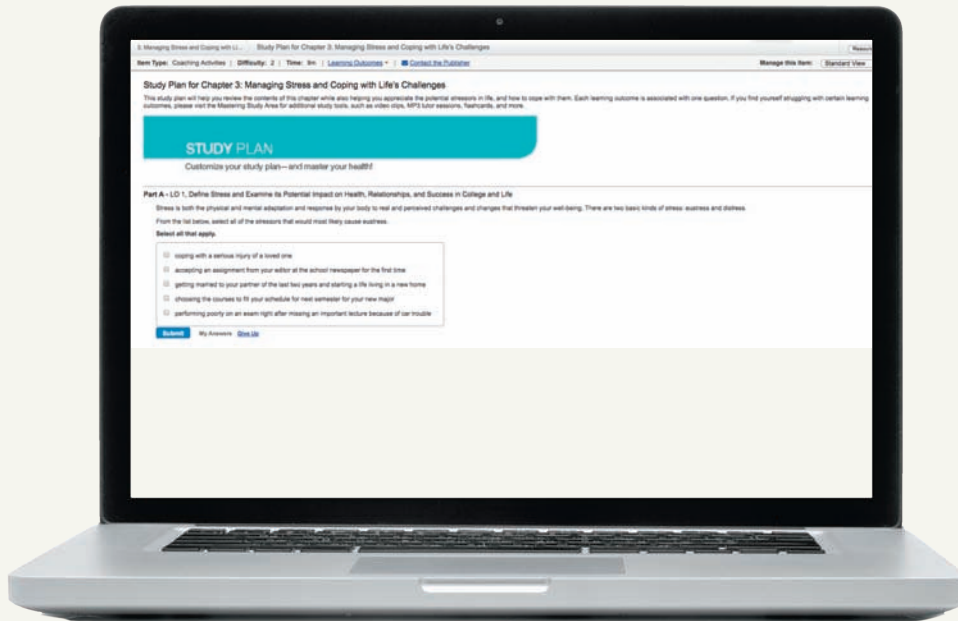 3. Managing Stress and Coping with Li... Study Plan for Chapter 3: Managing Stress and Coping with Life's Challenges
Item Type: Coaching Activities | Difficulty: 2 | Time: 9m | Learning Outcomes | Contact the Publisher Manage this Item: Standard View
Study Plan for Chapter 3: Managing Stress and Coping with Life's Challenges
This study plan will help you review the contents of this chapter while also helping you appreciate the potential stressors in life, and how to cope with them. Each learning outcome is associated with one question. If you find yourself struggling with certain learning
outcomes, please visit the Mastering Study Area for additional study tools, such as video clips, MP3 tutor sessions, flashcards, and more.
STUDY PLAN
Customize your study plan—and master your health!
Part A - LO 1, Define Stress and Examine its Potential Impact on Health, Relationships, and Success in College and Life
Stress is both the physical and mental adaptation and response by your body to real and perceived challenges and changes that threaten your well-being. There are two basic kinds of stress: eustress and distress.
From the list below, select all of the stressors that would most likely cause eustress.
Select all that apply.
coping with a serious injury of a loved one
accepting an assignment from your editor at the school newspaper for the first time
getting married to your partner of the last two years and starting a life living in a new home
choosing the courses to fill your schedule for next semester for your new major
performing poorly on an exam right after missing an important lecture because of car trouble
Submit My Answers Give Up